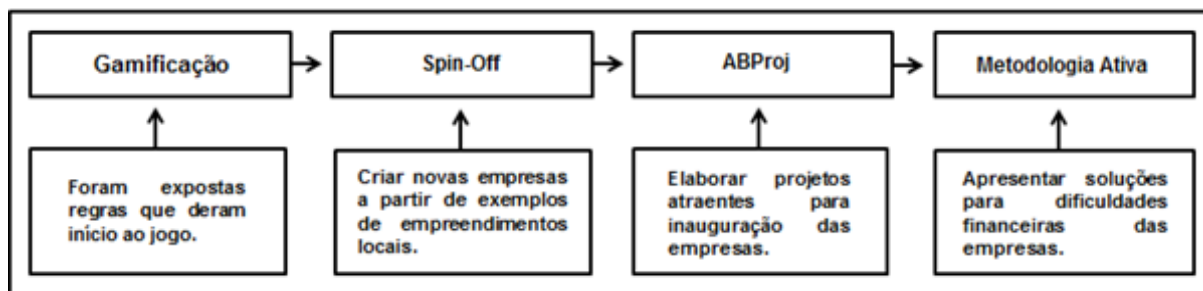 Gamificação
Spin-Off
ABProj
Metodologia Ativa
Foram expostas
regras que deram
início ao jogo.
Criar novas empresas
a partir de exemplos
de empreendimentos
locais.
Elaborar projetos
atraentes para
inauguração das
empresas.
Apresentar soluções
para dificuldades
financeiras das
empresas.